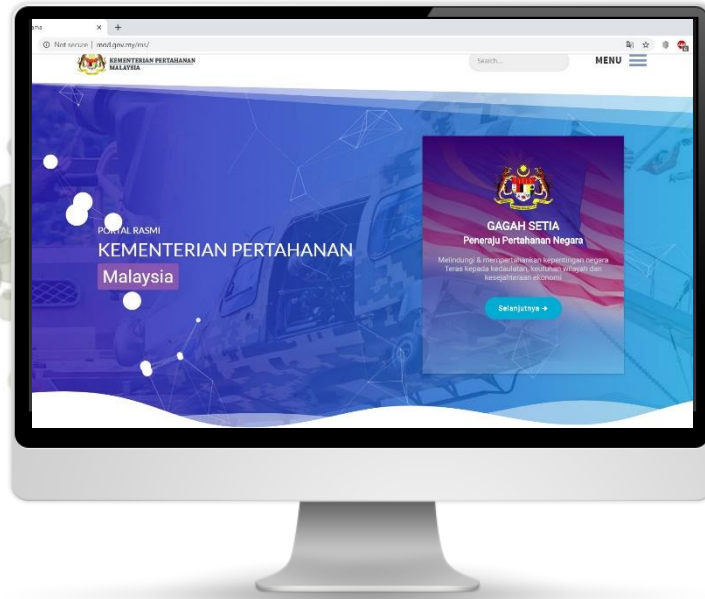 ama × +
Not secure | mod.gov.my/ms/
KEMENTERIAN PERTAHANAN
MALAYSIA
Search...
MENU
PORTAL RASMI
KEMENTERIAN PERTAHANAN
Malaysia
GAGAH SETIA
Peneraju Pertahanan Negara
Melindungi & mempertahankan kepentingan negara
Teras kepada kedaulatan, keutuhan wilayah dan
kesejahteraan ekonomi
Selanjutnya →